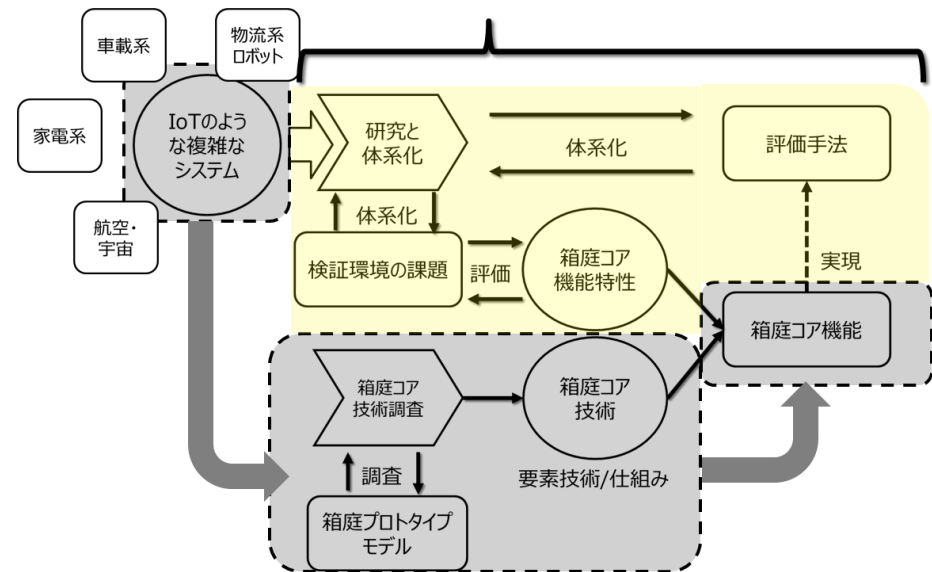 車載系
物流系
ロボット
家電系
IoTのよう
な複雑な
システム
航空・
宇宙
研究と
体系化
体系化
評価手法
体系化
検証環境の課題
評価
箱庭コア
機能特性
実現
箱庭コア機能
箱庭コア
技術調査
箱庭コア
技術
調査
要素技術/仕組み
箱庭プロトタイプ
モデル